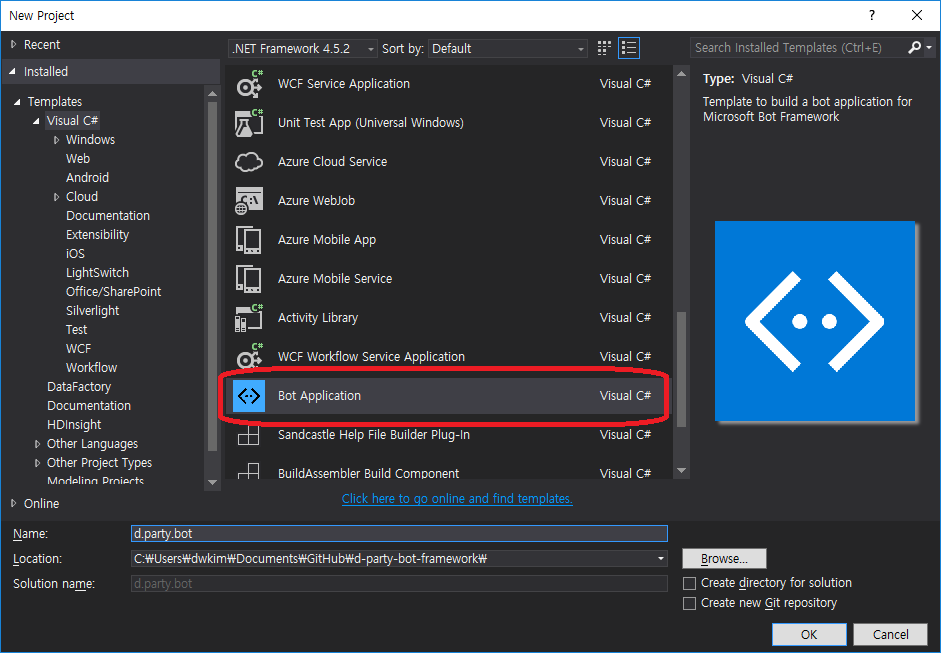 New Project
Recent
Installed
Templates
Visual C#
Windows
Web
Android
Cloud
Documentation
Extensibility
iOS
LightSwitch
Office/SharePoint
Silverlight
Test
WCF
Workflow
DataFactory
Documentation
HDInsight
Other Languages
Other Project Types
Modeling Projects
Online
.NET Framework 4.5.2
Sort by: Default
WCF Service Application Visual C#
Unit Test App (Universal Windows) Visual C#
Azure Cloud Service Visual C#
Azure WebJob Visual C#
Azure Mobile App Visual C#
Azure Mobile Service Visual C#
Activity Library Visual C#
WCF Workflow Service Application Visual C#
Bot Application Visual C#
Sandcastle Help File Builder Plug-In Visual C#
BuildAssembler Build Component Visual C#
Click here to go online and find templates.
Search Installed Templates (Ctrl+E)
Type: Visual C#
Template to build a bot application for
Microsoft Bot Framework
Name: d.party.bot
Location: C:₩Users₩dwkim₩Documents₩GitHub₩d-party-bot-framework₩
Browse...
Solution name: d.party.bot
Create directory for solution
Create new Git repository
OK
Cancel